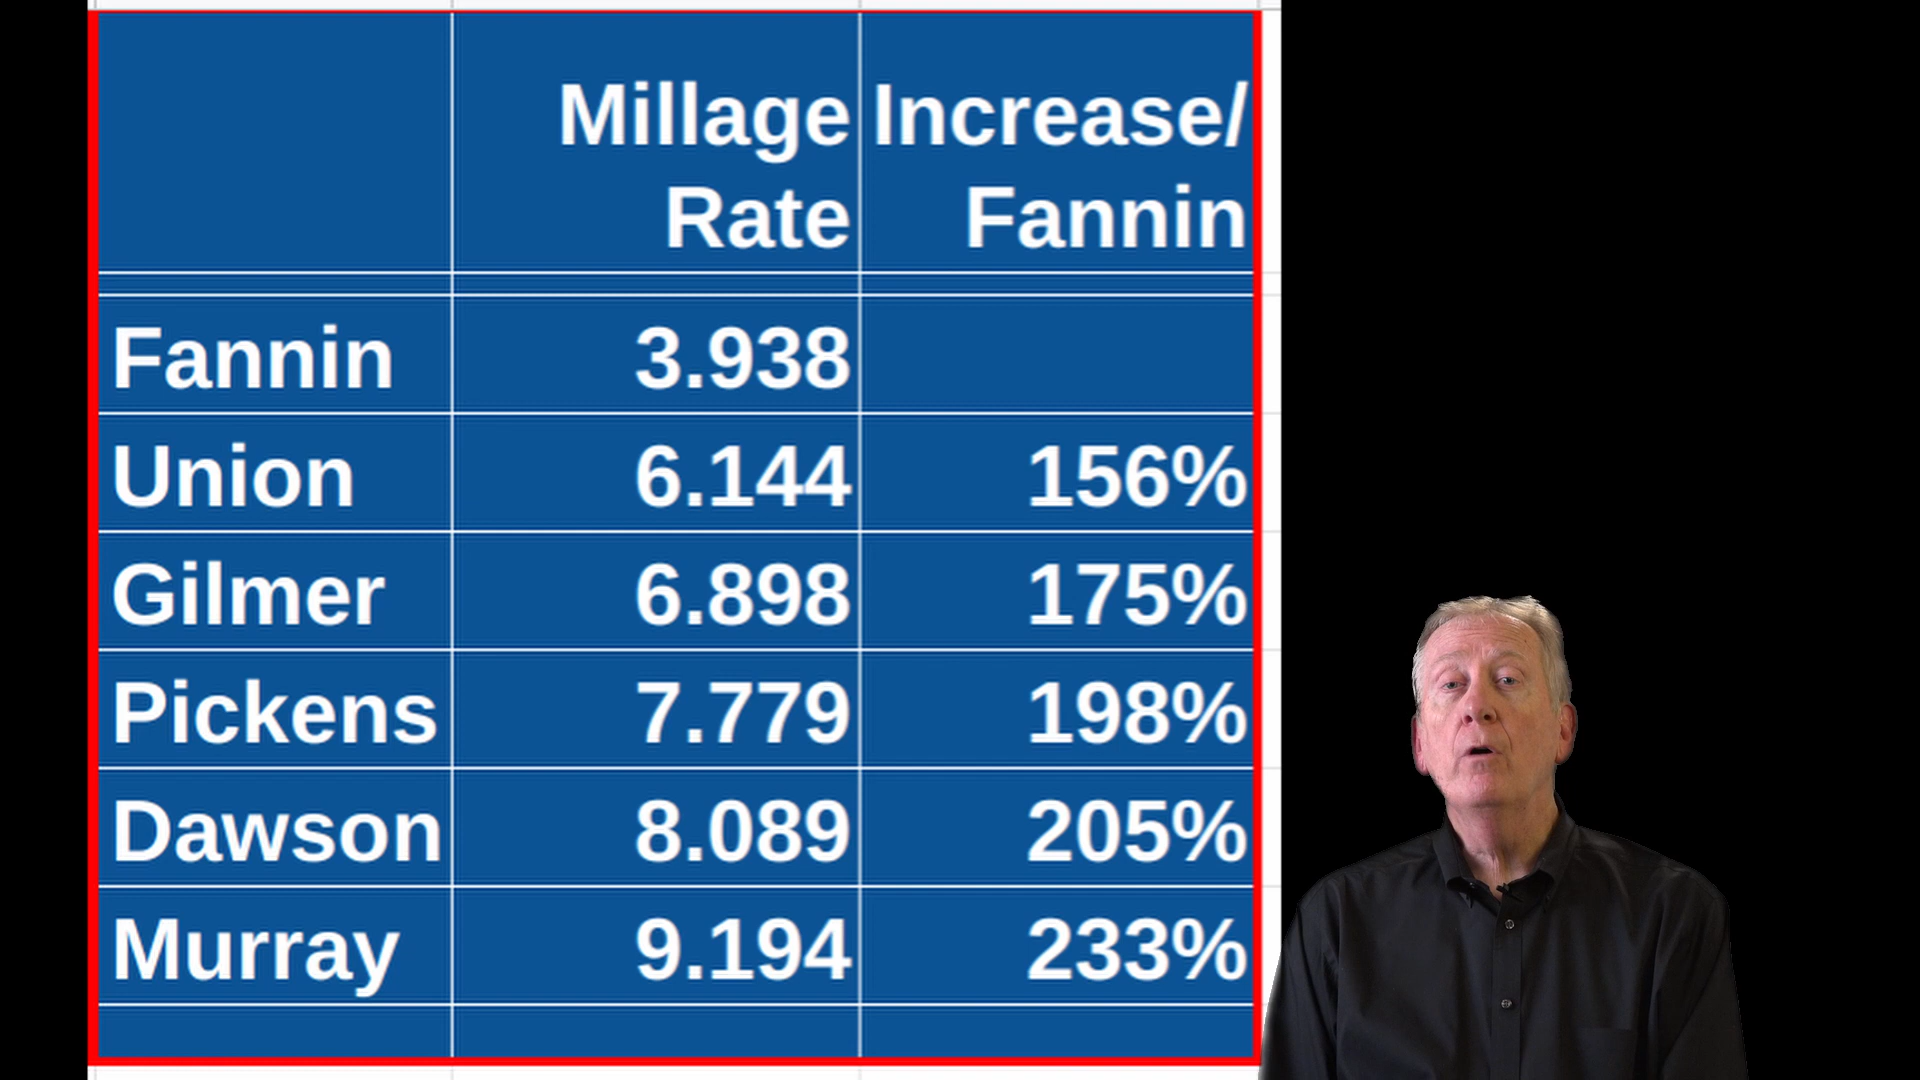 Millage Increase/
Rate Fannin
Fannin 3.938
Union 6.144 156%
Gilmer 6.898 175%
Pickens 7.779 198%
Dawson 8.089 205%
Murray 9.194 233%